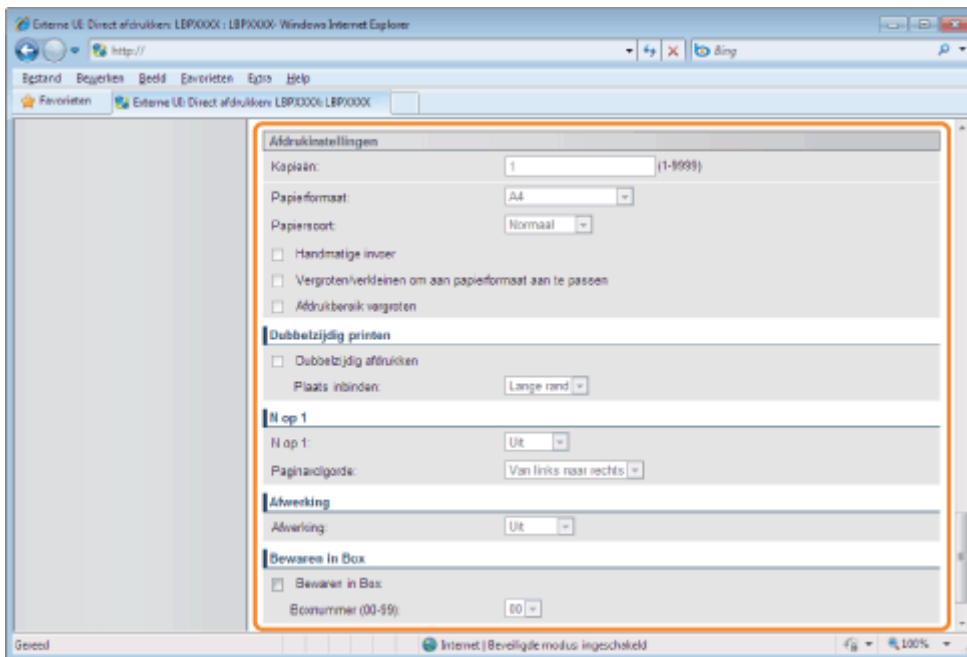 Externe UI: Direct afdrukken: LBPXXXX : LBPXXXX- Windows Internet Explorer
http://
Bing
Bestand Bewerken Beeld Favorieten Extra Help
Favorieten Externe UI: Direct afdrukken: LBPXXXX: LBPXXXX
Afdrukinstellingen
Kopieën: 1 (1-9999)
Papierformaat: A4
Papiersoort: Normaal
Handmatige invoer
Vergroten/verkleinen om aan papierformaat aan te passen
Afdrukbereik vergroten
Dubbelzijdig printen
Dubbelzijdig afdrukken
Plaats inbinden: Lange rand
N op 1
N op 1: Uit
Paginavolgorde: Van links naar rechts
Afwerking
Afwerking: Uit
Bewaren in Box
Bewaren in Box
Boxnummer (00-99): 00
Gereed Internet | Beveiligde modus ingeschakeld 100%